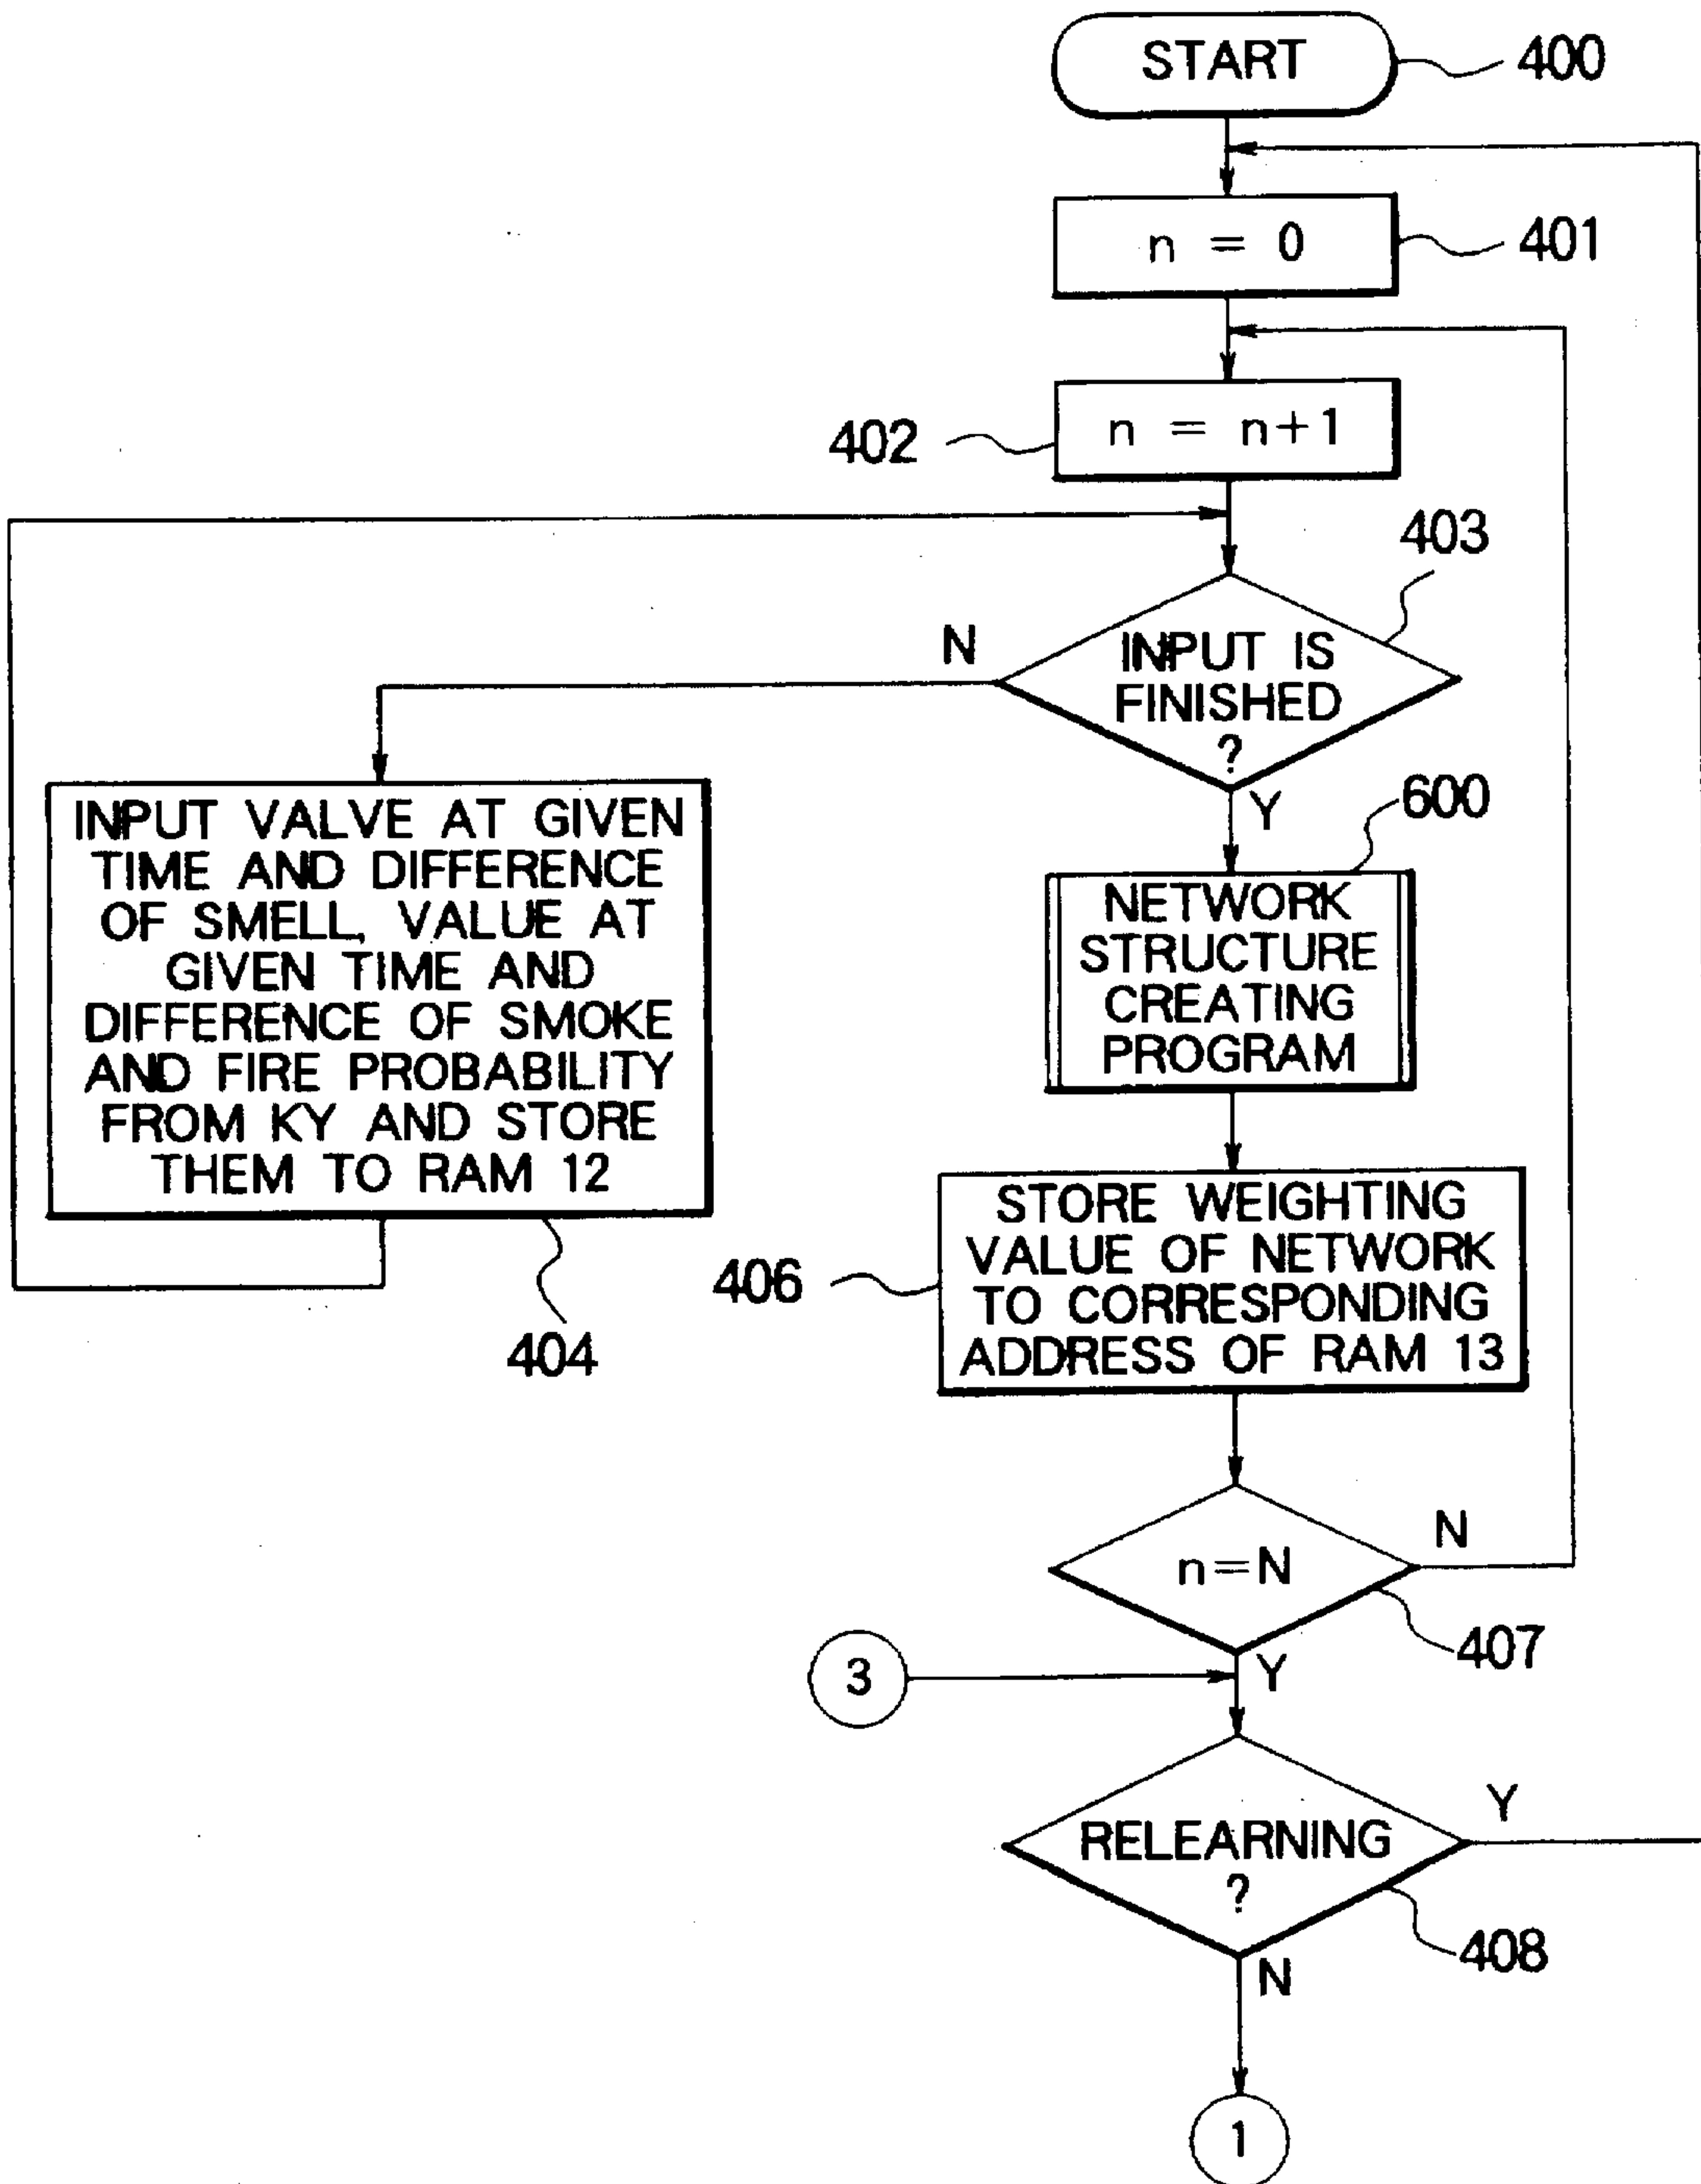 START
400
n = 0
401
402
n = n+1
403
N
INPUT IS
FINISHED
?
Y
600
INPUT VALVE AT GIVEN
TIME AND DIFFERENCE
OF SMELL, VALUE AT
GIVEN TIME AND
DIFFERENCE OF SMOKE
AND FIRE PROBABILITY
FROM KY AND STORE
THEM TO RAM 12
404
NETWORK
STRUCTURE
CREATING
PROGRAM
406
STORE WEIGHTING
VALUE OF NETWORK
TO CORRESPONDING
ADDRESS OF RAM 13
n=N
N
407
Y
3
RELEARNING
?
Y
408
N
1